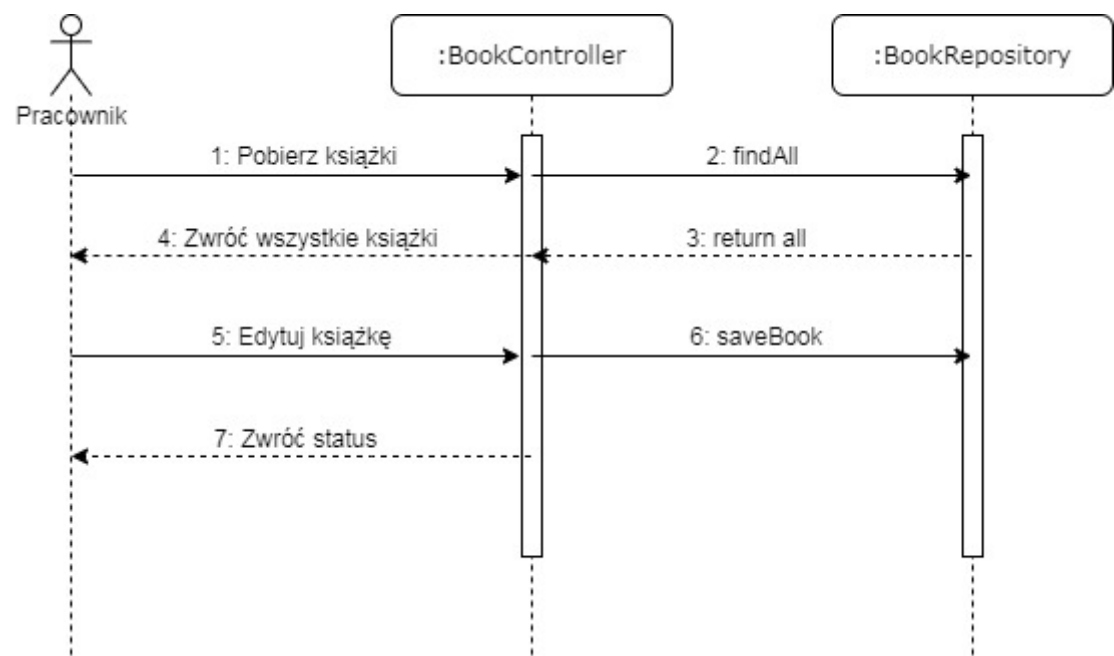 :BookController
:BookRepository
Pracownik
1: Pobierz książki
2: findAll
4: Zwróć wszystkie książki
3: return all
5: Edytuj książkę
6: saveBook
7: Zwróć status